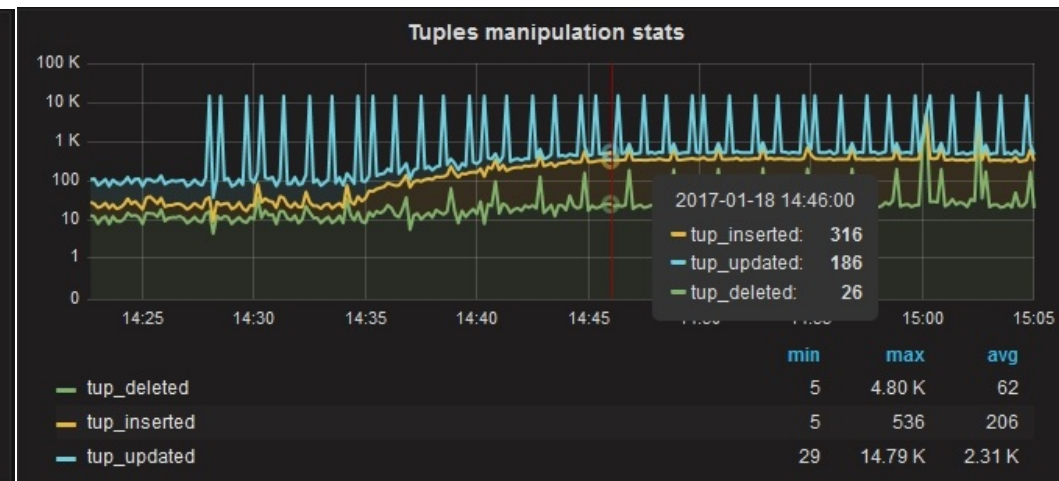 Tuples manipulation stats
100 K
10 K
1 K
100
10
1
0
2017-01-18 14:46:00
tup_inserted: 316
tup_updated: 186
tup_deleted: 26
14:25 14:30 14:35 14:40 14:45 15:00 15:05
min max avg
tup_deleted 5 4.80 K 62
tup_inserted 5 536 206
tup_updated 29 14.79 K 2.31 K